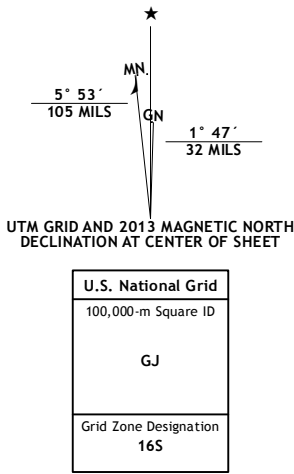 ★
MN.
5° 53´
105 MILS
GN
1° 47´
32 MILS
UTM GRID AND 2013 MAGNETIC NORTH
DECLINATION AT CENTER OF SHEET
U.S. National Grid
100,000-m Square ID
GJ
Grid Zone Designation
16S